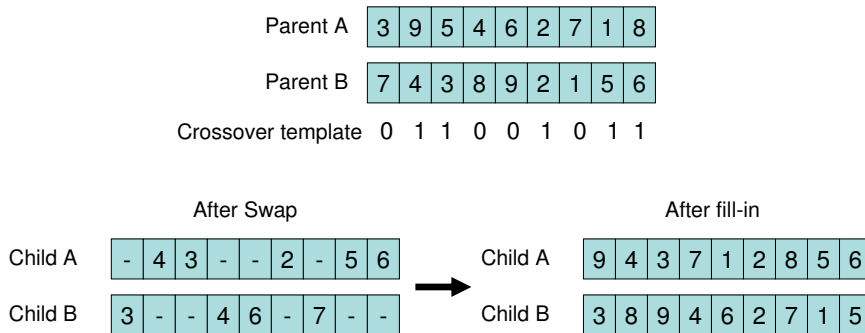 Parent A 3 9 5 4 6 2 7 1 8
Parent B 7 4 3 8 9 2 1 5 6
Crossover template 0 1 1 0 0 1 0 1 1
After Swap
After fill-in
Child A - 4 3 - - 2 - 5 6
Child A 9 4 3 7 1 2 8 5 6
Child B 3 - - 4 6 - 7 - -
Child B 3 8 9 4 6 2 7 1 5